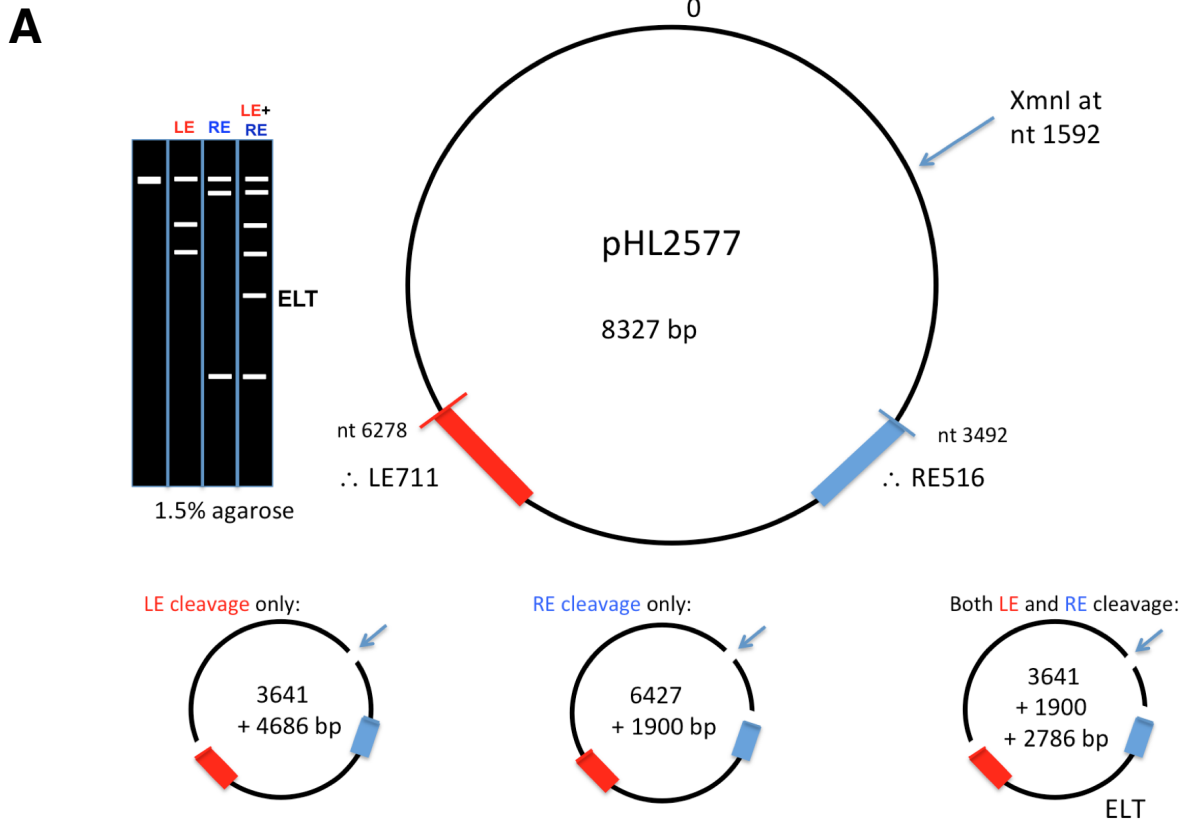 A
0
XmnI at
nt 1592
LE
RE
LE+
RE
pHL2577
8327 bp
ELT
nt 6278
∴ LE711
nt 3492
∴ RE516
1.5% agarose
LE cleavage only:
3641
+ 4686 bp
RE cleavage only:
6427
+ 1900 bp
Both LE and RE cleavage:
3641
+ 1900
+ 2786 bp
ELT